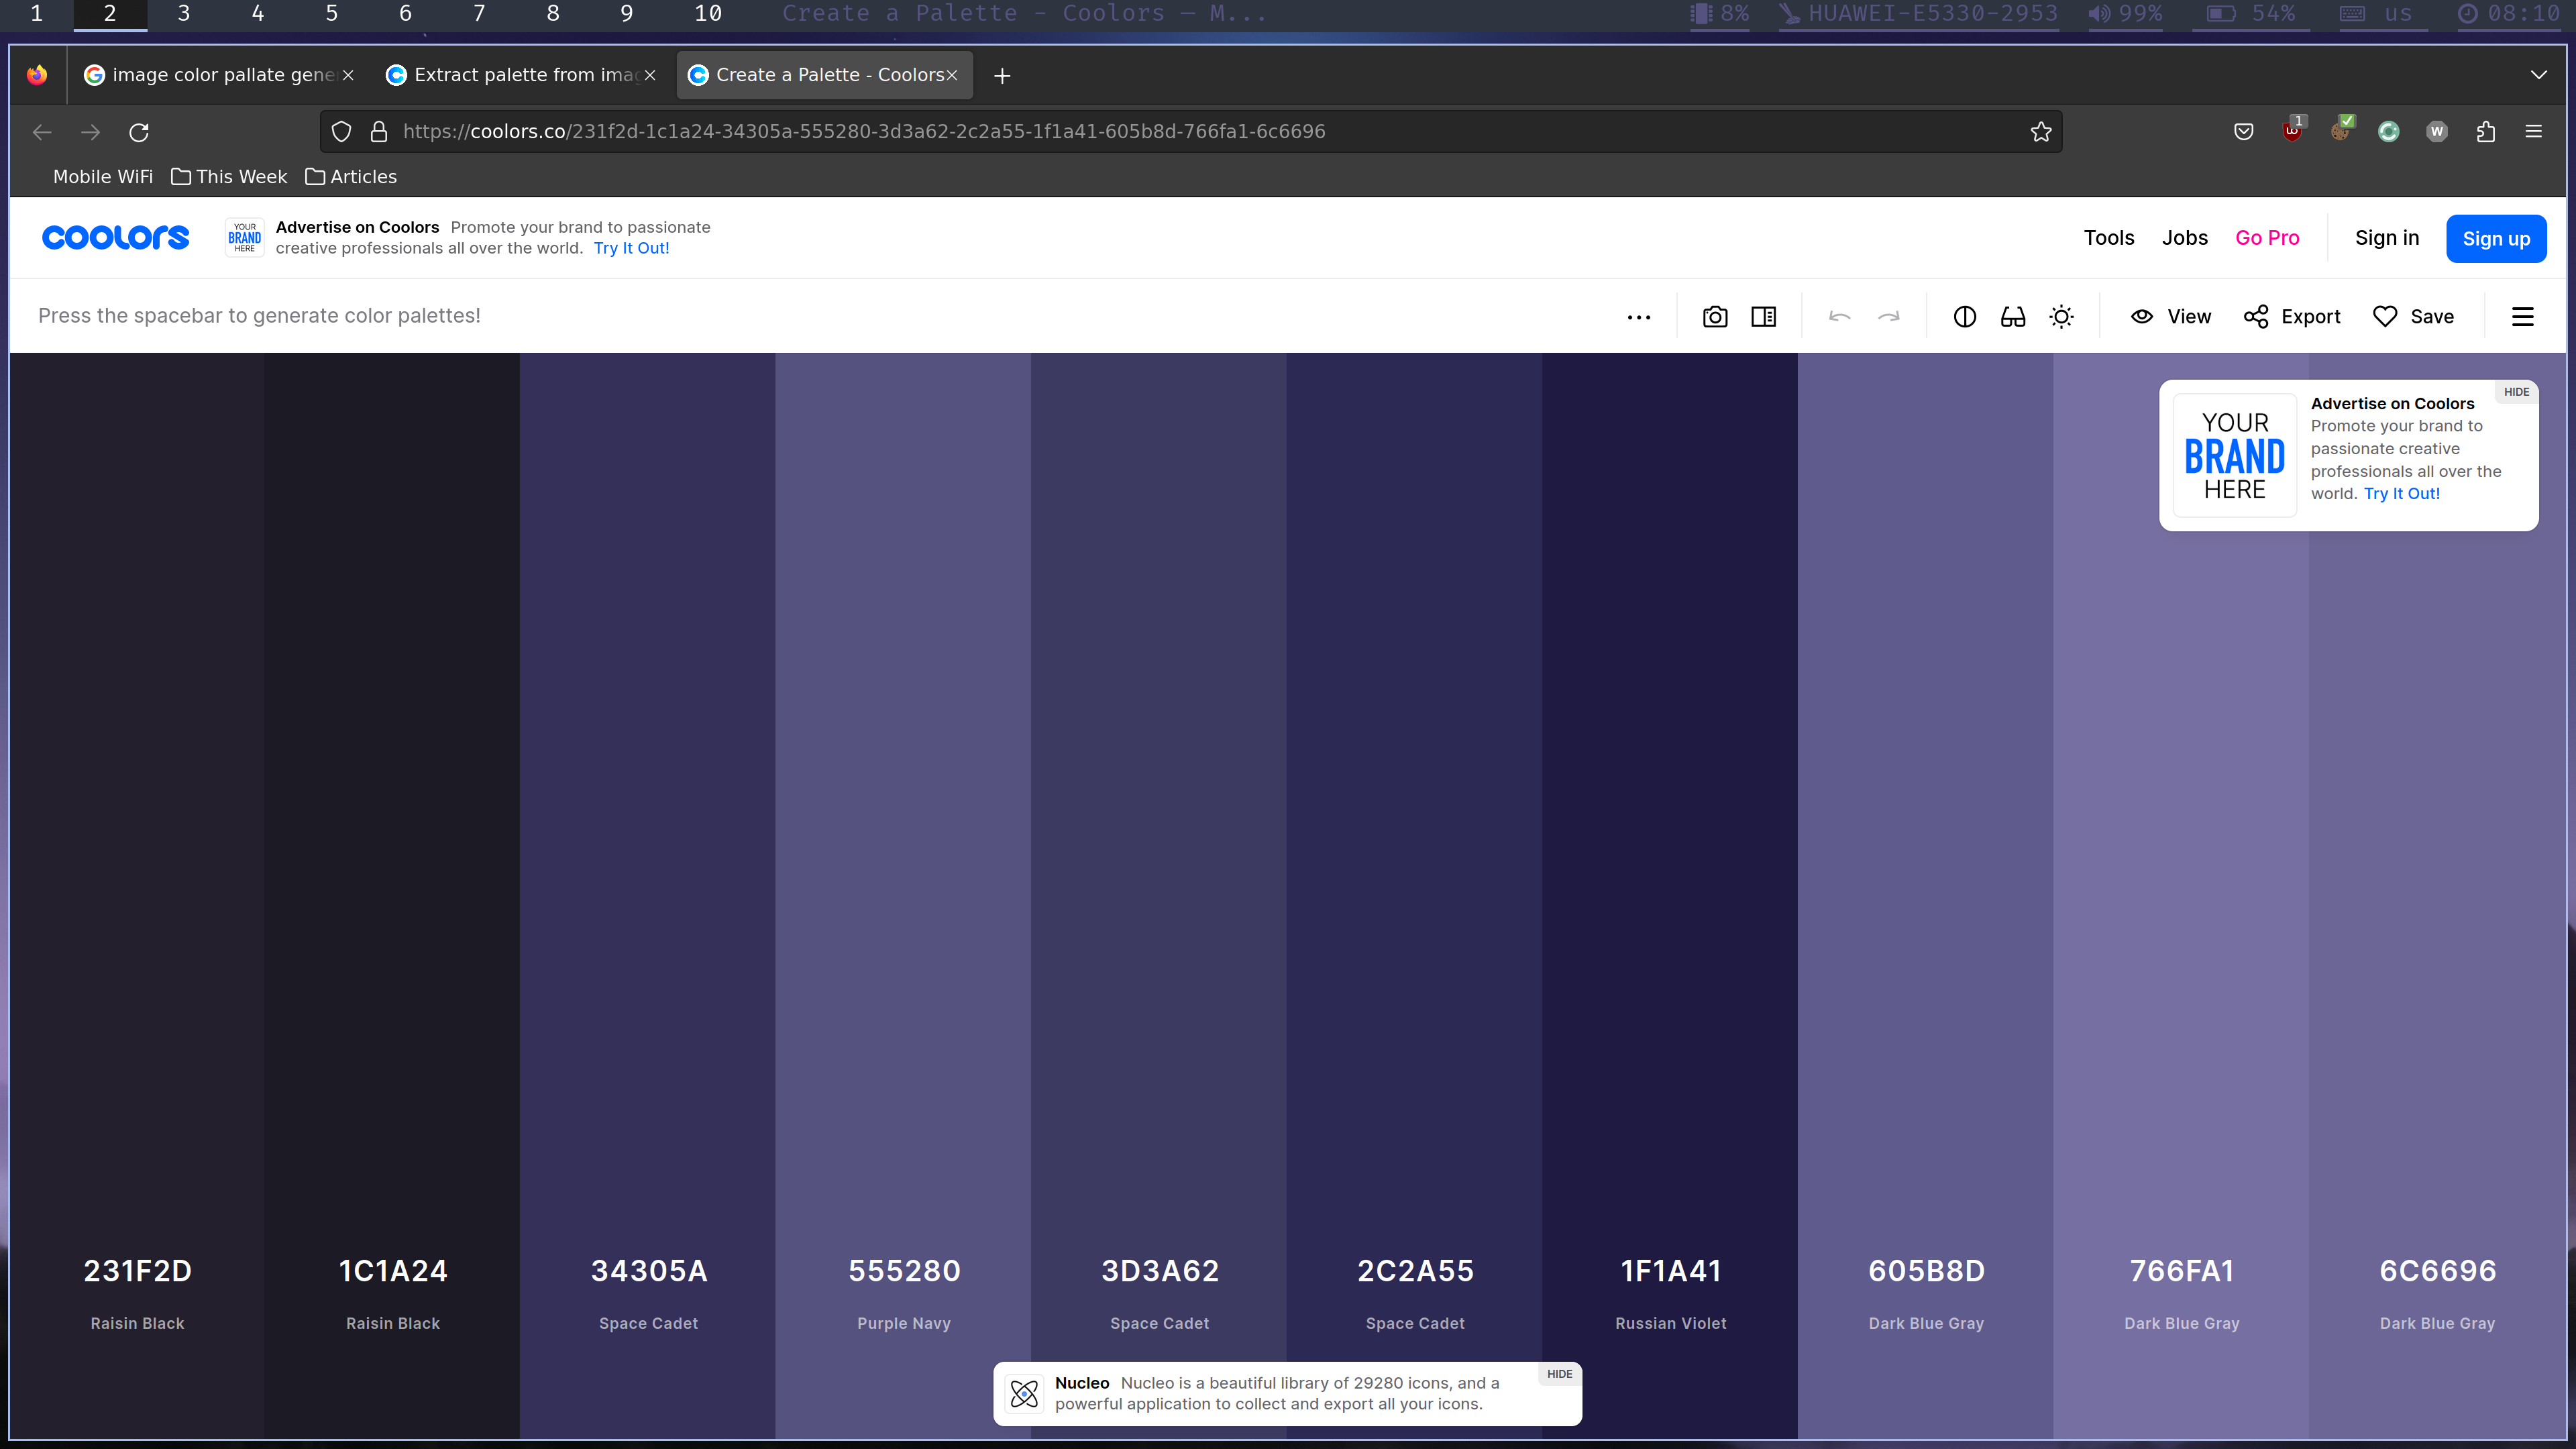 1 2 3 4 5 6 7 8 9 10 Create a Palette - Coolors — M... 8% HUAWEI-E5330-2953 99% 54% us 08:10
image color pallate gene Extract palette from imag Create a Palette - Coolors
https://coolors.co/231f2d-1c1a24-34305a-555280-3d3a62-2c2a55-1f1a41-605b8d-766fa1-6c6696 1 W
Mobile WiFi This Week Articles
coolors YOUR BRAND HERE Advertise on Coolors Promote your brand to passionate
creative professionals all over the world. Try It Out!
Tools Jobs Go Pro Sign in Sign up
Press the spacebar to generate color palettes! View Export Save
HIDE
YOUR
BRAND
HERE
Advertise on Coolors
Promote your brand to
passionate creative
professionals all over the
world. Try It Out!
231F2D 1C1A24 34305A 555280 3D3A62 2C2A55 1F1A41 605B8D 766FA1 6C6696
Raisin Black Raisin Black Space Cadet Purple Navy Space Cadet Space Cadet Russian Violet Dark Blue Gray Dark Blue Gray Dark Blue Gray
HIDE
Nucleo Nucleo is a beautiful library of 29280 icons, and a
powerful application to collect and export all your icons.